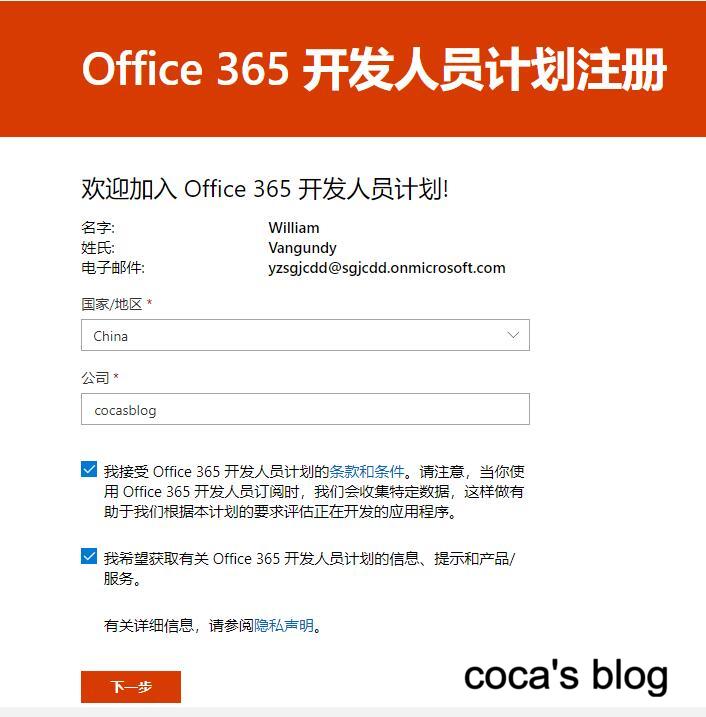 Office 365 开发人员计划注册
欢迎加入 Office 365 开发人员计划!
名字: William
姓氏: Vangundy
电子邮件: yzsgjcdd@sgjcdd.onmicrosoft.com
国家/地区 *
China
公司 *
cocasblog
我接受 Office 365 开发人员计划的条款和条件。请注意，当你使
用 Office 365 开发人员订阅时，我们会收集特定数据，这样做有
助于我们根据本计划的要求评估正在开发的应用程序。
我希望获取有关 Office 365 开发人员计划的信息、提示和产品/
服务。
有关详细信息，请参阅隐私声明。
下一步
coca's blog